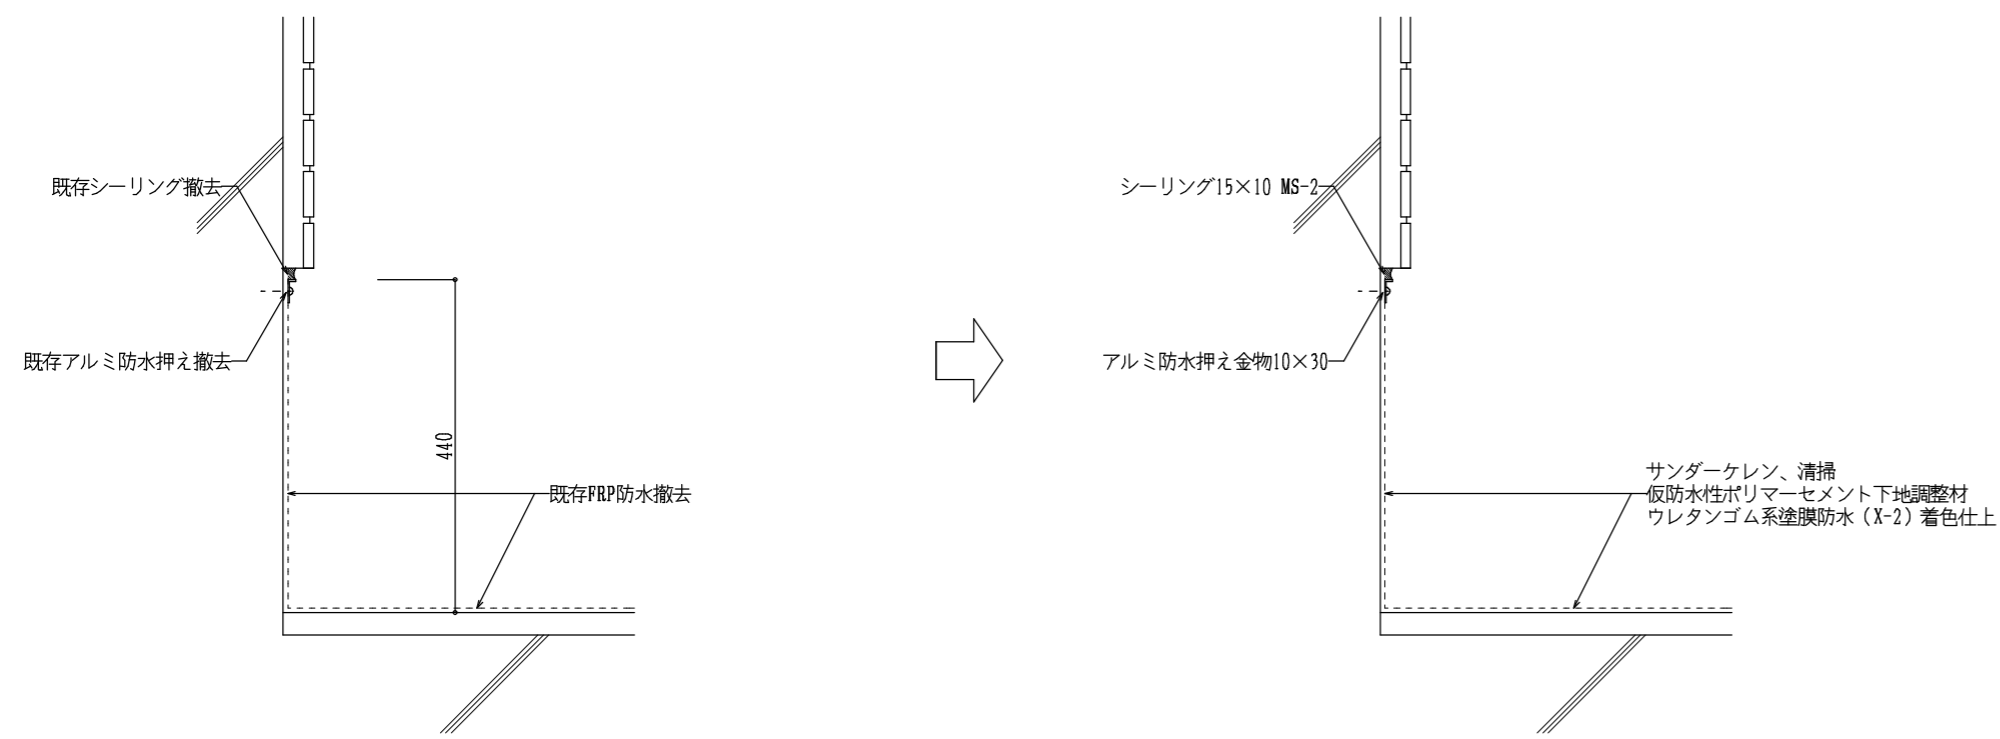 既存シーリング撤去
既存アルミ防水押え撤去
440
既存FRP防水撤去
シーリング15×10 MS-2
アルミ防水押え金物10×30
サンダーケレン、清掃
仮防水性ポリマーセメント下地調整材
ウレタンゴム系塗膜防水(X-2)着色仕上